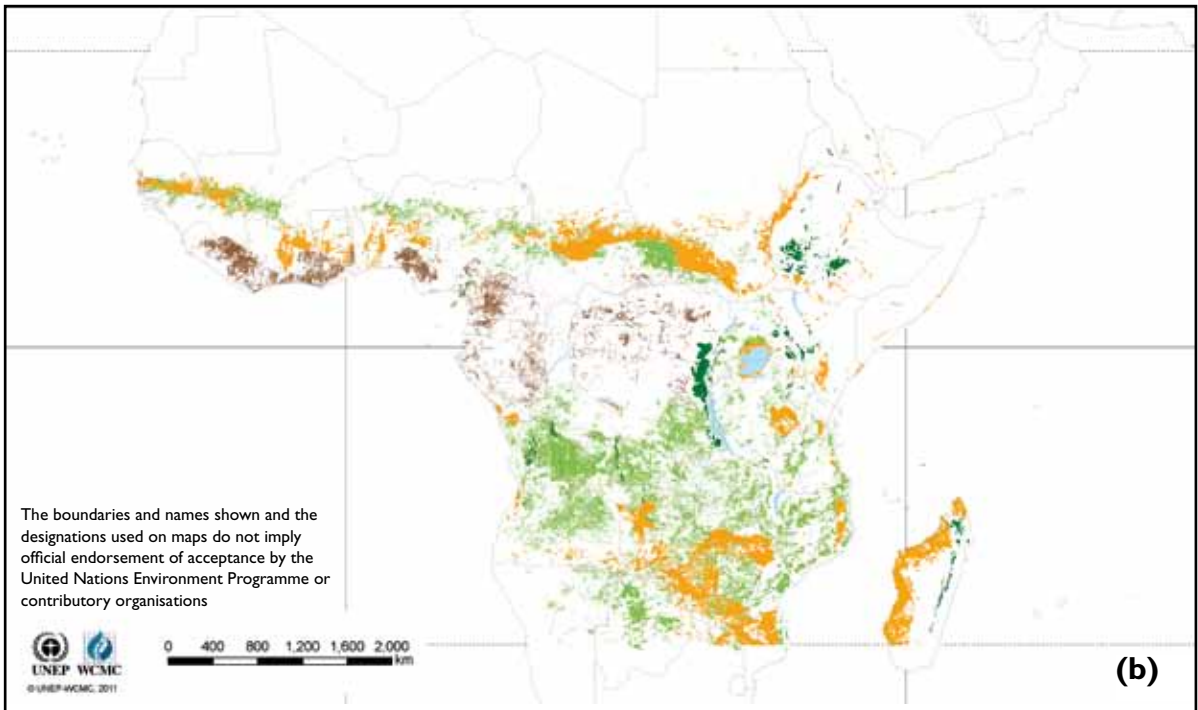 The boundaries and names shown and the
designations used on maps do not imply
official endorsement of acceptance by the
United Nations Environment Programme or
contributory organisations
UNEP WCMC
© UNEP-WCMC, 2011
0 400 800 1,200 1,600 2,000
km
(b)